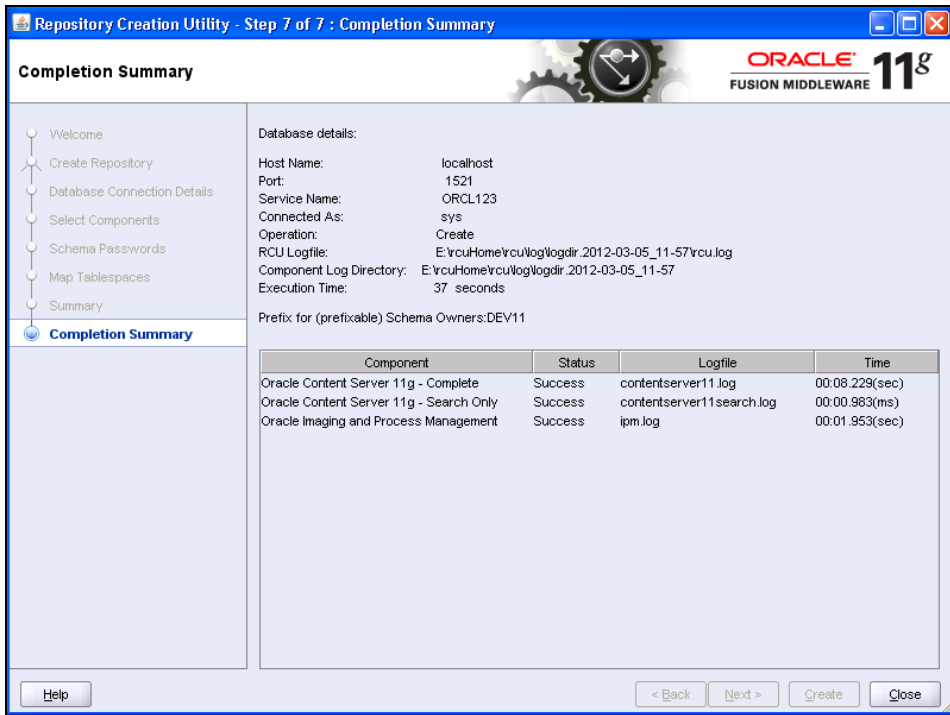 Repository Creation Utility - Step 7 of 7 : Completion Summary
Completion Summary
ORACLE 11g
FUSION MIDDLEWARE
Welcome
Create Repository
Database Connection Details
Select Components
Schema Passwords
Map Tablespaces
Summary
Completion Summary
Database details:
Host Name: localhost
Port: 1521
Service Name: ORCL123
Connected As: sys
Operation: Create
RCU Logfile: E:\rcuHome\rcu\log\logdir.2012-03-05_11-57\rcu.log
Component Log Directory: E:\rcuHome\rcu\log\logdir.2012-03-05_11-57
Execution Time: 37 seconds
Prefix for (prefixable) Schema Owners:DEV11
Component Status Logfile Time
Oracle Content Server 11g - Complete Success contentserver11.log 00:08.229(sec)
Oracle Content Server 11g - Search Only Success contentserver11search.log 00:00.983(ms)
Oracle Imaging and Process Management Success ipm.log 00:01.953(sec)
Help < Back Next > Create Close